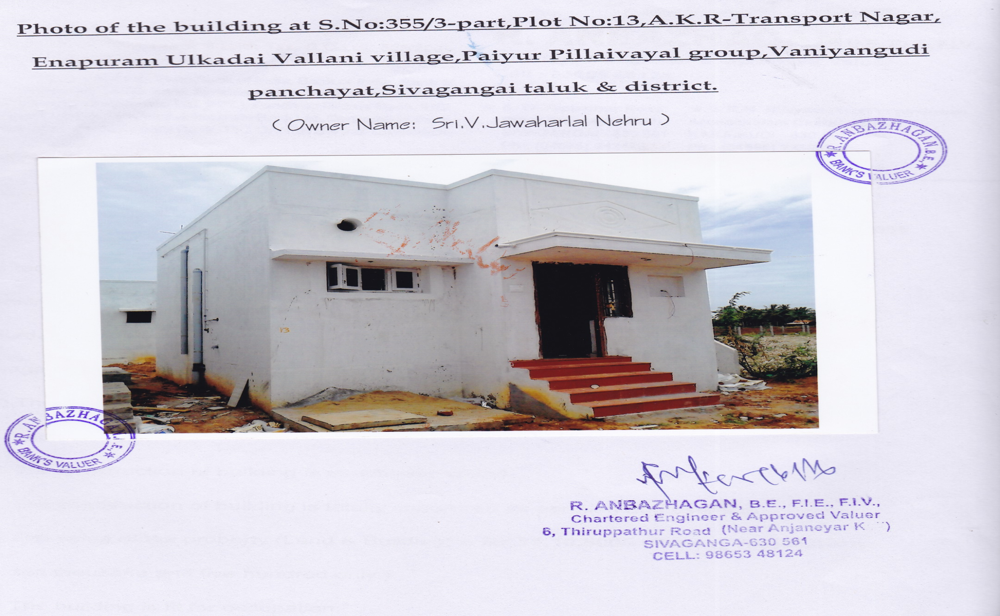 Photo of the building at S.No:355/3-part,Plot No:13,A.K.R-Transport Nagar,
Enapuram Ulkadai Vallani village,Paiyur Pillaivayal group,Vaniyangudi
panchayat,Sivagangai taluk & district.
( Owner Name: Sri.V.Jawaharlal Nehru )
R.ANBAZHAGAN.B.E.,
BANK'S VALUER
13
R.ANBAZHAGAN.B.E.,
BANK'S VALUER
R. ANBAZHAGAN, B.E., F.I.E., F.I.V.,
Chartered Engineer & Approved Valuer
6, Thiruppathur Road (Near Anjaneyar K )
SIVAGANGA-630 561
CELL: 98653 48124